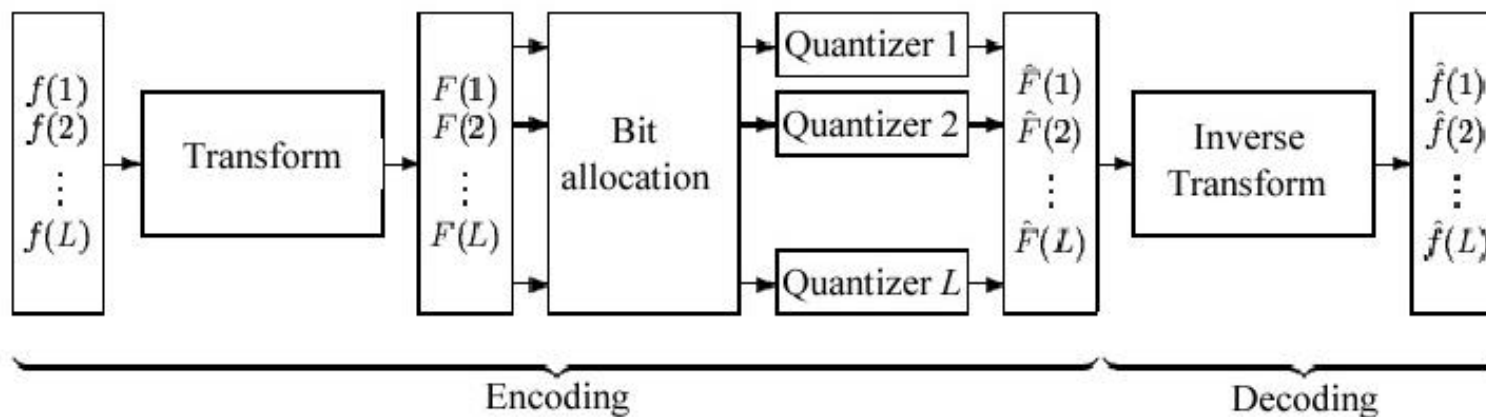 f(1)
f(2)
⋮
f(L)
Transform
F(1)
F(2)
⋮
F(L)
Bit
allocation
Quantizer 1
Quantizer 2
Quantizer L
F̂(1)
F̂(2)
⋮
F̂(L)
Inverse
Transform
f̂(1)
f̂(2)
⋮
f̂(L)
Encoding
Decoding